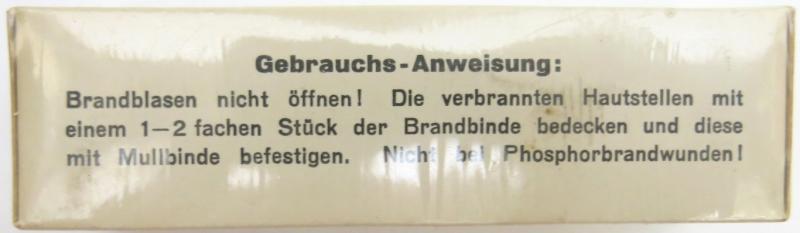 Gebrauchs-Anweisung:
Brandblasen nicht öffnen! Die verbrannten Hautstellen mit
einem 1—2 fachen Stück der Brandbinde bedecken und diese
mit Mullbinde befestigen. Nicht bei Phosphorbrandwunden!